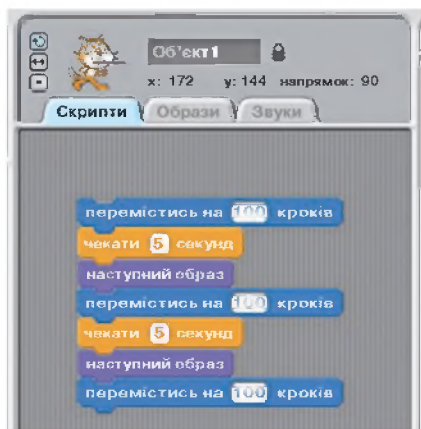 Об'єкт1
x: 172 y: 144 напрямок: 90
Скрипти Образи Звуки
перемістись на 100 кроків
чекати 5 секунд
наступний образ
перемістись на 100 кроків
чекати 5 секунд
наступний образ
перемістись на 100 кроків